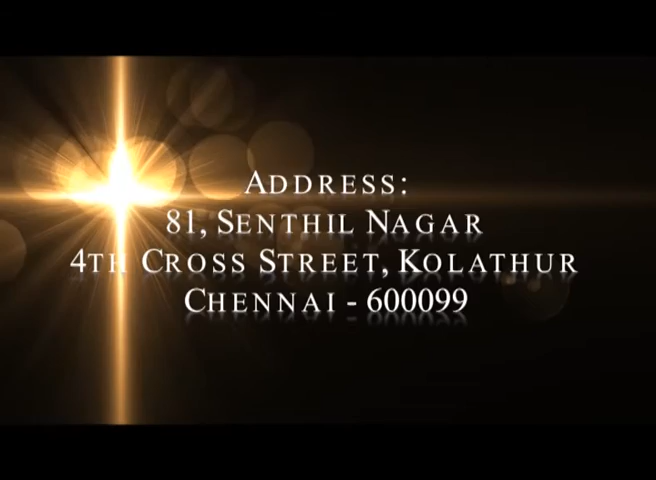 ADDRESS:
81, SENTHIL NAGAR
4TH CROSS STREET, KOLATHUR
CHENNAI - 600099